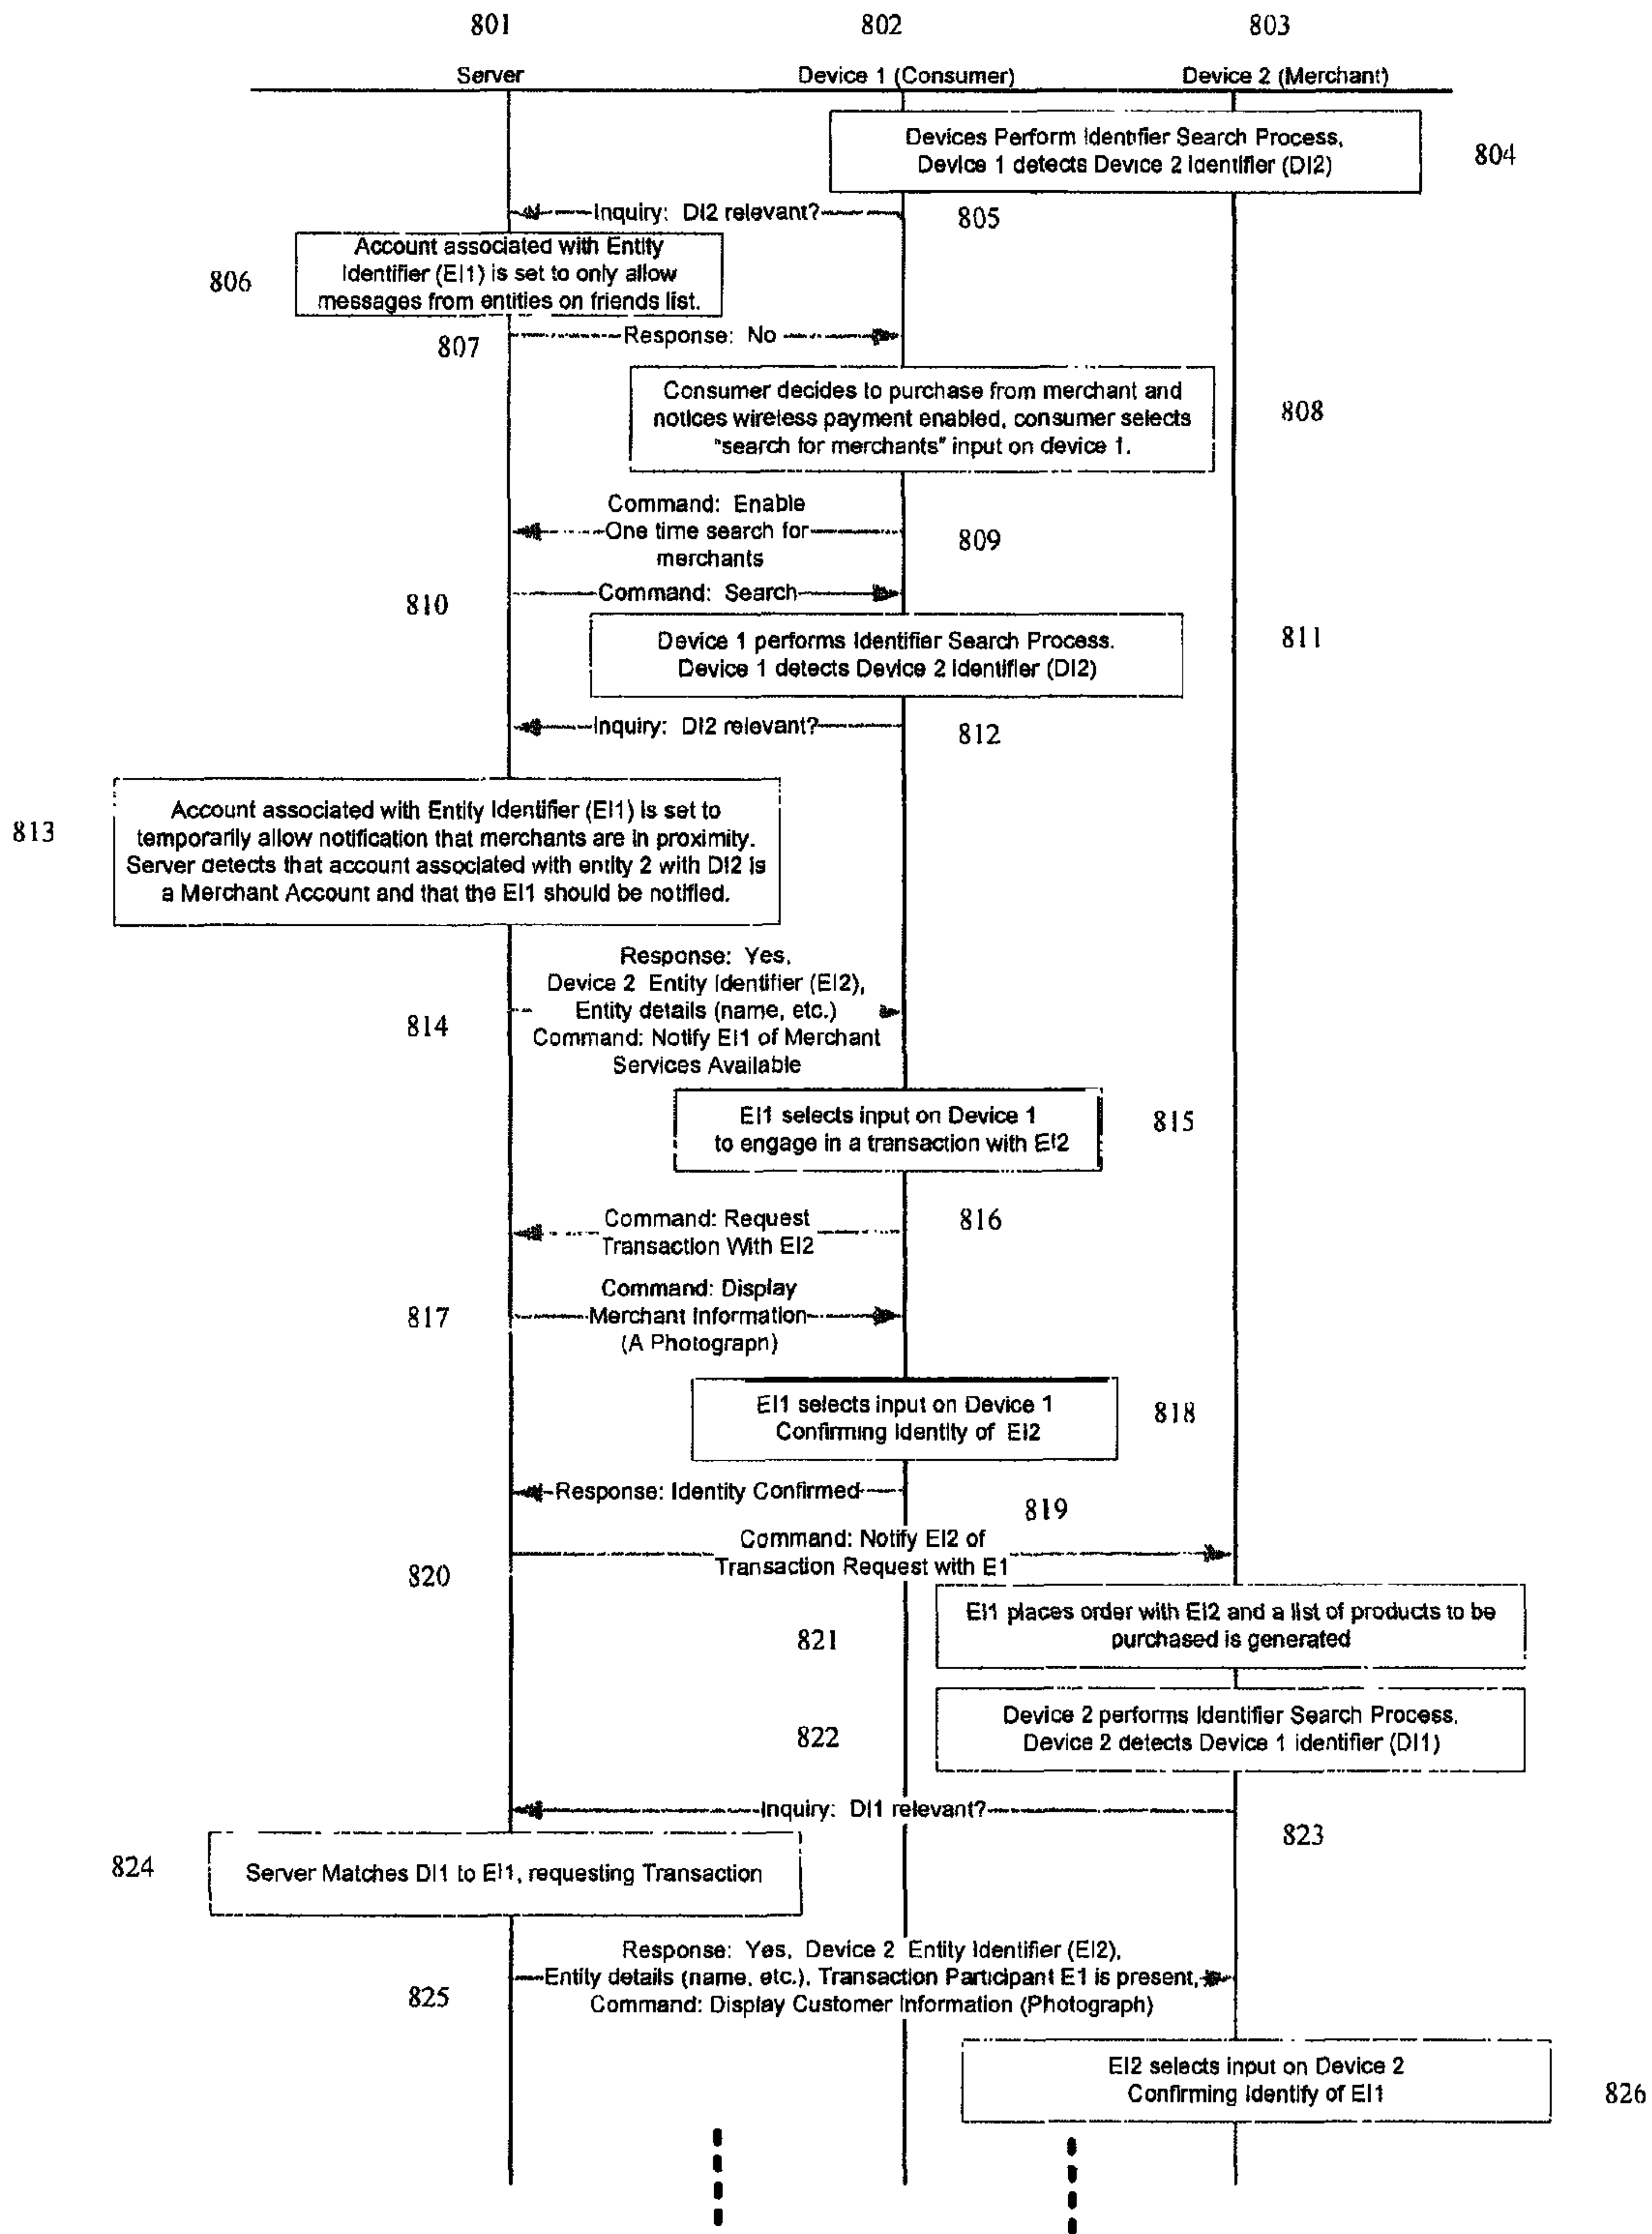 801
802
803
Server
Device 1 (Consumer)
Device 2 (Merchant)
Devices Perform Identifier Search Process,
Device 1 detects Device 2 Identifier (DI2)
804
Inquiry: DI2 relevant?
805
Account associated with Entity
Identifier (EI1) is set to only allow
messages from entities on friends list.
806
Response: No
807
Consumer decides to purchase from merchant and
notices wireless payment enabled, consumer selects
"search for merchants" input on device 1.
808
Command: Enable
One time search for
merchants
809
Command: Search
810
Device 1 performs Identifier Search Process.
Device 1 detects Device 2 Identifier (DI2)
811
Inquiry: DI2 relevant?
812
Account associated with Entity Identifier (EI1) is set to
temporarily allow notification that merchants are in proximity.
Server detects that account associated with entity 2 with DI2 is
a Merchant Account and that the EI1 should be notified.
813
Response: Yes,
Device 2 Entity Identifier (EI2),
Entity details (name, etc.)
Command: Notify EI1 of Merchant
Services Available
814
EI1 selects input on Device 1
to engage in a transaction with EI2
815
Command: Request
Transaction With EI2
816
Command: Display
Merchant Information
(A Photograph)
817
EI1 selects input on Device 1
Confirming Identity of EI2
818
Response: Identity Confirmed
819
Command: Notify EI2 of
Transaction Request with E1
820
EI1 places order with EI2 and a list of products to be
purchased is generated
821
Device 2 performs Identifier Search Process,
Device 2 detects Device 1 identifier (DI1)
822
Inquiry: DI1 relevant?
823
Server Matches DI1 to EI1, requesting Transaction
824
Response: Yes, Device 2 Entity Identifier (EI2),
Entity details (name, etc.), Transaction Participant E1 is present,
Command: Display Customer Information (Photograph)
825
EI2 selects input on Device 2
Confirming Identify of EI1
826